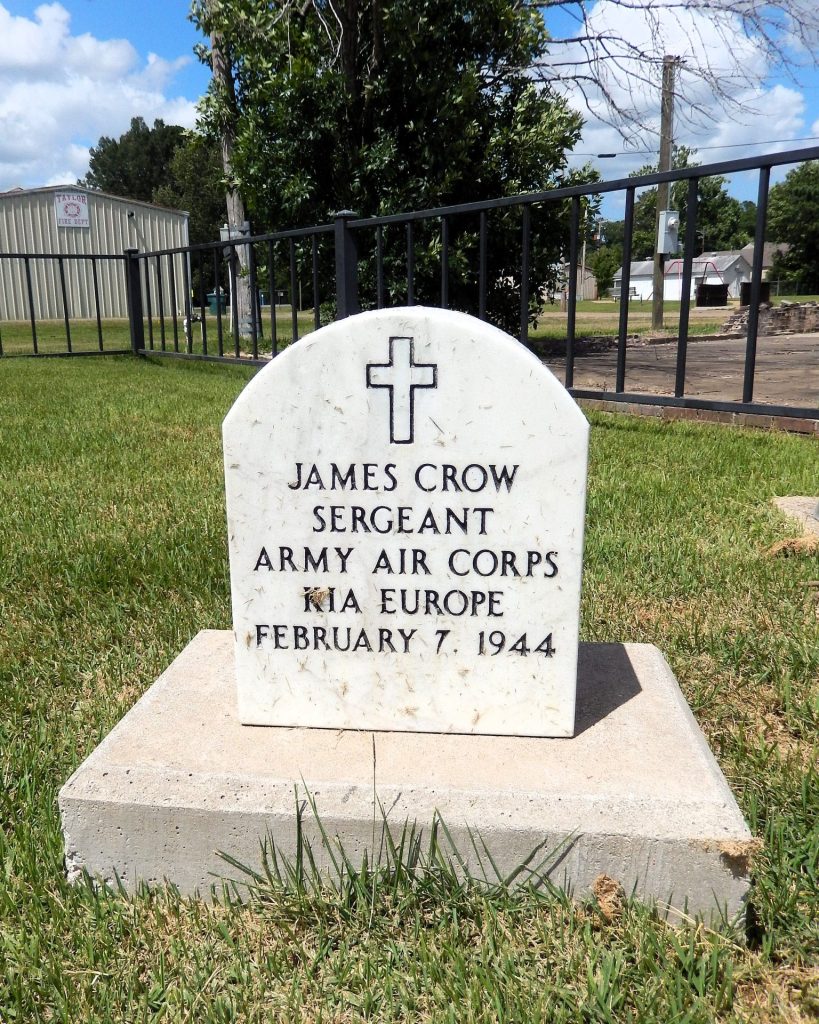 TAYLOR
FIRE DEPT
JAMES CROW
SERGEANT
ARMY AIR CORPS
KIA EUROPE
FEBRUARY 7. 1944